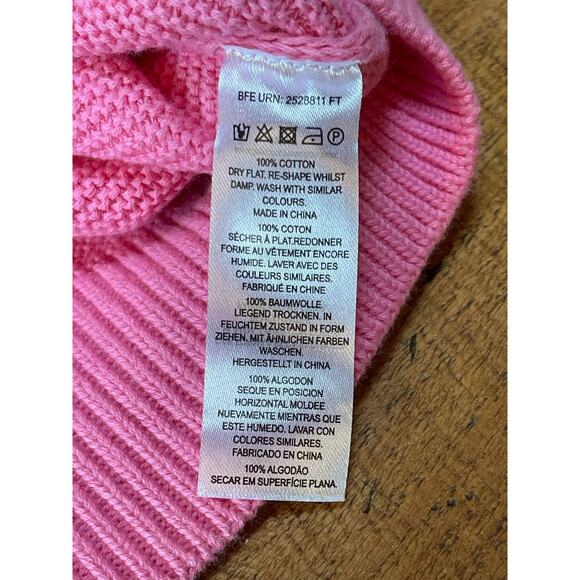 BFE URN: 2528811 FT
P
100% COTTON
DRY FLAT. RE-SHAPE WHILST
DAMP. WASH WITH SIMILAR
COLOURS.
MADE IN CHINA
100% COTON
SÉCHER À PLAT.REDONNER
FORME AU VÊTEMENT ENCORE
HUMIDE. LAVER AVEC DES
COULEURS SIMILAIRES.
FABRIQUÉ EN CHINE
100% BAUMWOLLE
LIEGEND TROCKNEN. IN
FEUCHTEM ZUSTAND IN FORM
ZIEHEN. MIT ÄHNLICHEN FARBEN
WASCHEN.
HERGESTELLT IN CHINA
100% ALGODON
SEQUE EN POSICION
HORIZONTAL MOLDEE
NUEVAMENTE MIENTRAS QUE
ESTE HUMEDO. LAVAR CON
COLORES SIMILARES.
FABRICADO EN CHINA
100% ALGODÃO
SECAR EM SUPERFÍCIE PLANA.